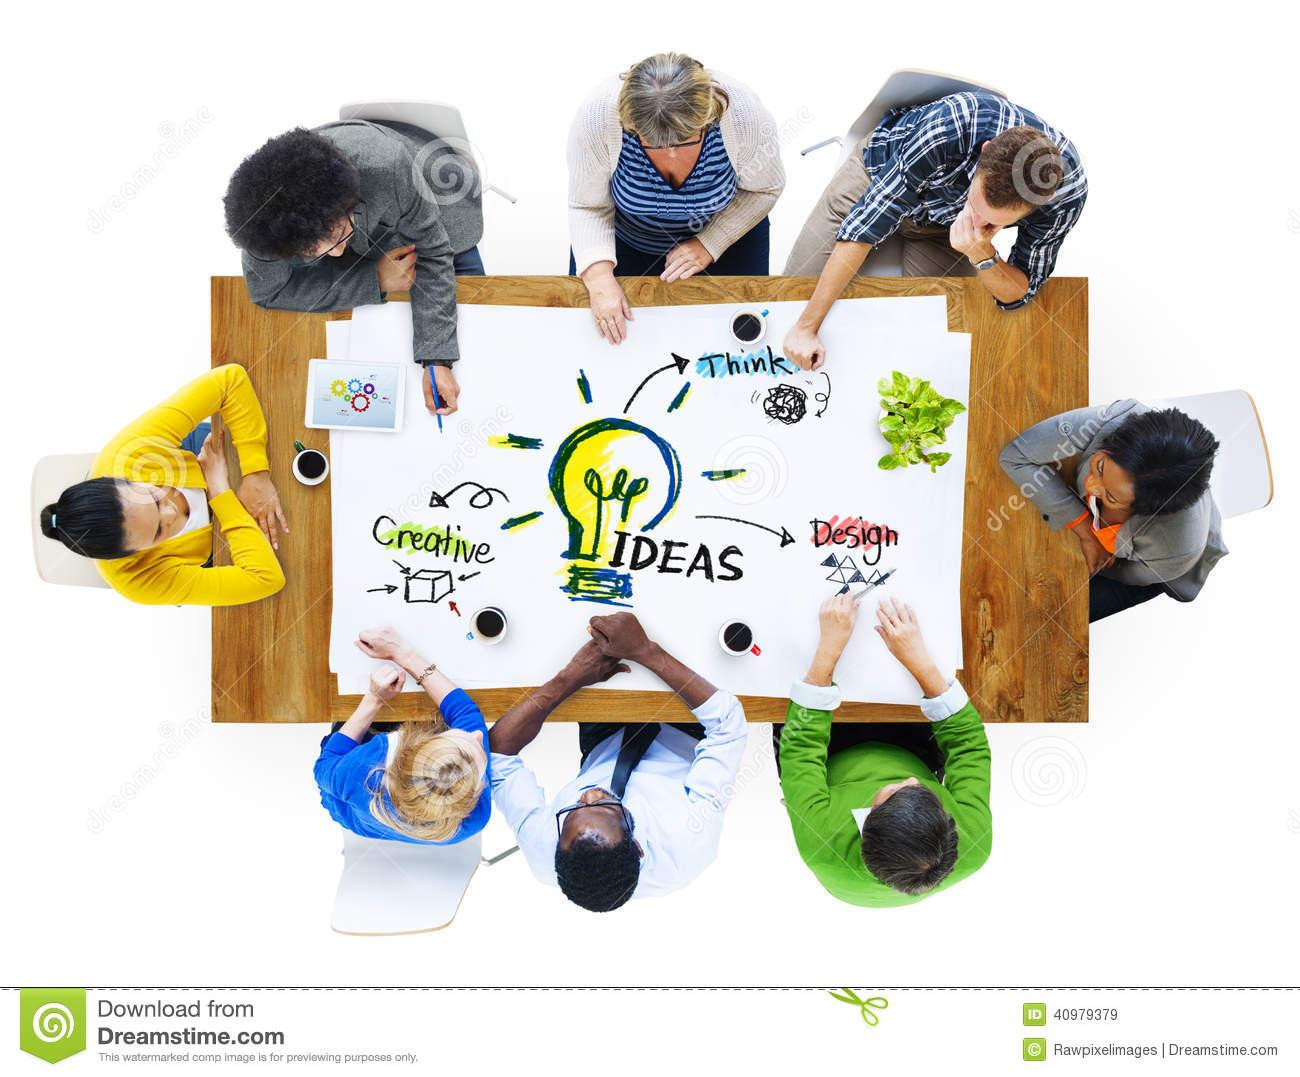 Think
Creative
IDEAS
Design
dreamstime
Download from
Dreamstime.com
This watermarked comp image is for previewing purposes only.
ID 40979379
© Rawpixelimages | Dreamstime.com